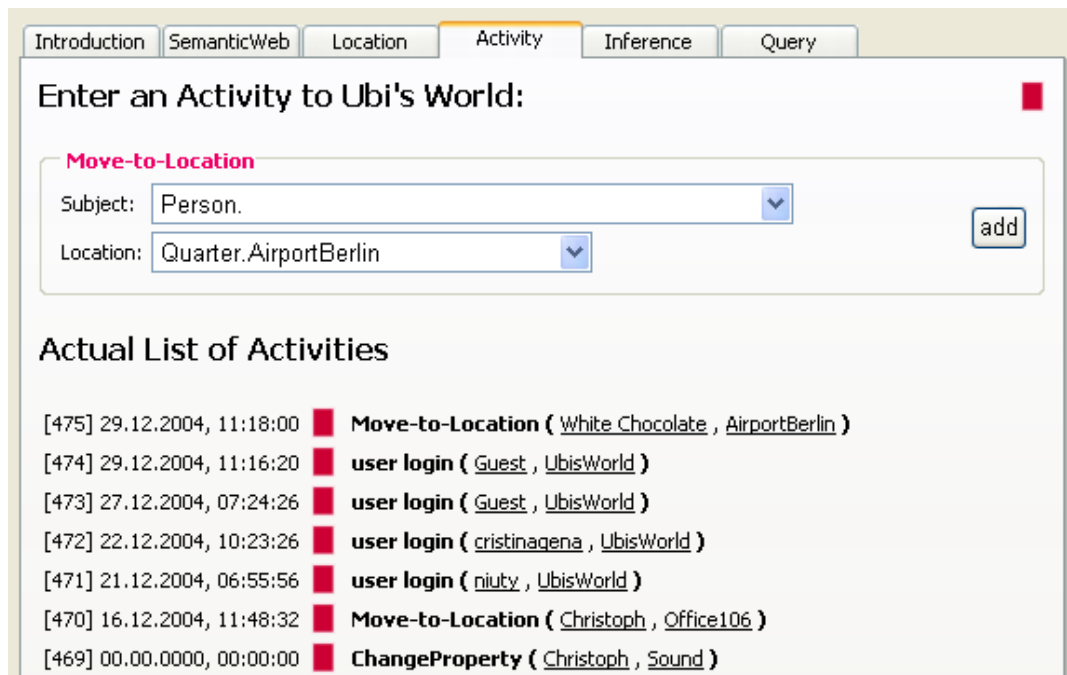 Introduction SemanticWeb Location Activity Inference Query
Enter an Activity to Ubi's World:
Move-to-Location
Subject: Person.
add
Location: Quarter.AirportBerlin
Actual List of Activities
[475] 29.12.2004, 11:18:00 Move-to-Location ( White Chocolate , AirportBerlin )
[474] 29.12.2004, 11:16:20 user login ( Guest , UbisWorld )
[473] 27.12.2004, 07:24:26 user login ( Guest , UbisWorld )
[472] 22.12.2004, 10:23:26 user login ( cristinagena , UbisWorld )
[471] 21.12.2004, 06:55:56 user login ( niuty , UbisWorld )
[470] 16.12.2004, 11:48:32 Move-to-Location ( Christoph , Office106 )
[469] 00.00.0000, 00:00:00 ChangeProperty ( Christoph , Sound )